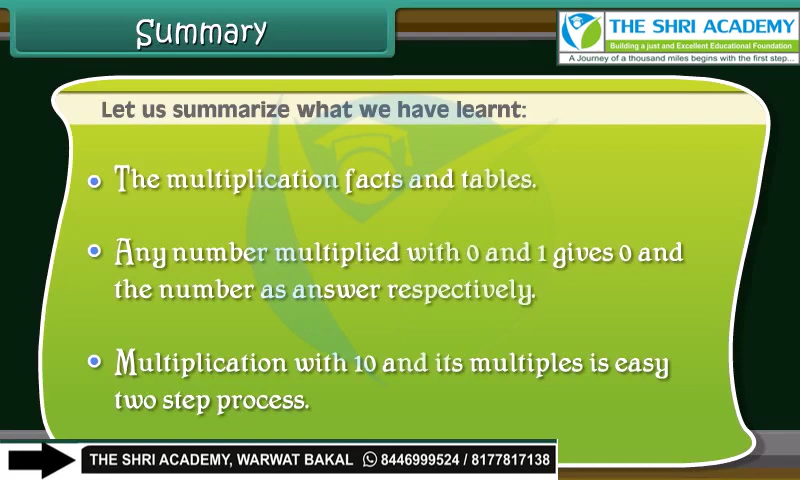 Summary
THE SHRI ACADEMY
Building a just and Excellent Educational Foundation
A Journey of a thousand miles begins with the first step...
Let us summarize what we have learnt:
The multiplication facts and tables.
Any number multiplied with 0 and 1 gives 0 and
the number as answer respectively.
Multiplication with 10 and its multiples is easy
two step process.
THE SHRI ACADEMY, WARWAT BAKAL 8446999524 / 8177817138